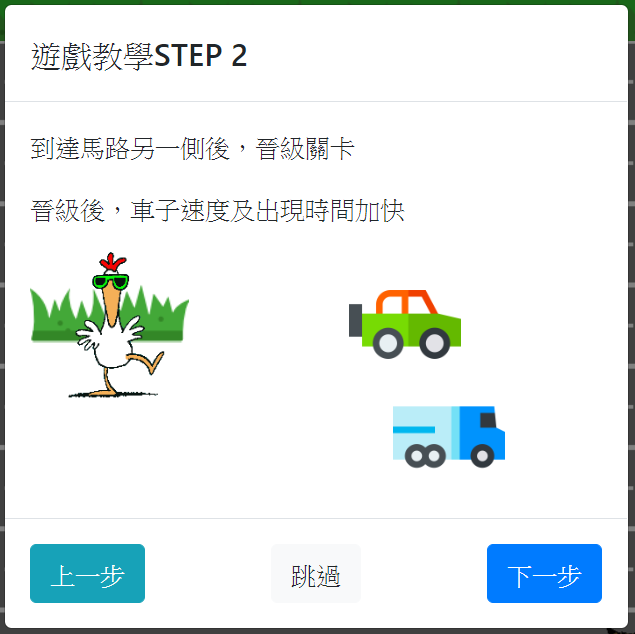 遊戲教學STEP 2
到達馬路另一側後，晉級關卡
晉級後，車子速度及出現時間加快
上一步
跳過
下一步